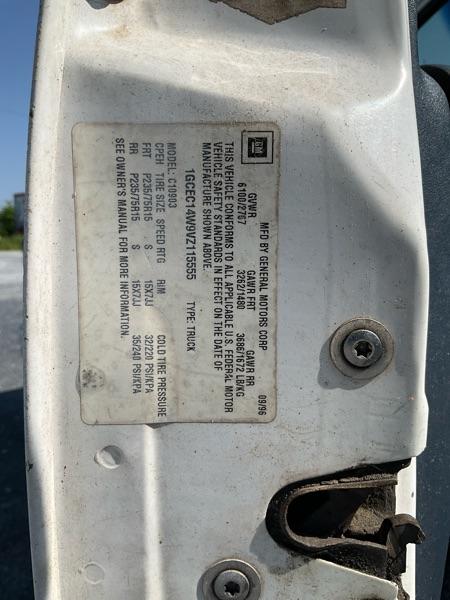 GM
MFD BY GENERAL MOTORS CORP 09/96
GVWR GAWR FRT GAWR RR
6100/2767 3262/1480 3686/1672 LB/KG
THIS VEHICLE CONFORMS TO ALL APPLICABLE U.S. FEDERAL MOTOR
VEHICLE SAFETY STANDARDS IN EFFECT ON THE DATE OF
MANUFACTURE SHOWN ABOVE.
1GCEC14W9VZ115555 TYPE: TRUCK
MODEL: C10903
CPEH TIRE SIZE SPEED RTG RIM COLD TIRE PRESSURE
FRT P235/75R15 S 15X7JJ 32/220 PSI/KPA
RR P235/75R15 S 15X7JJ 35/240 PSI/KPA
SEE OWNER'S MANUAL FOR MORE INFORMATION.